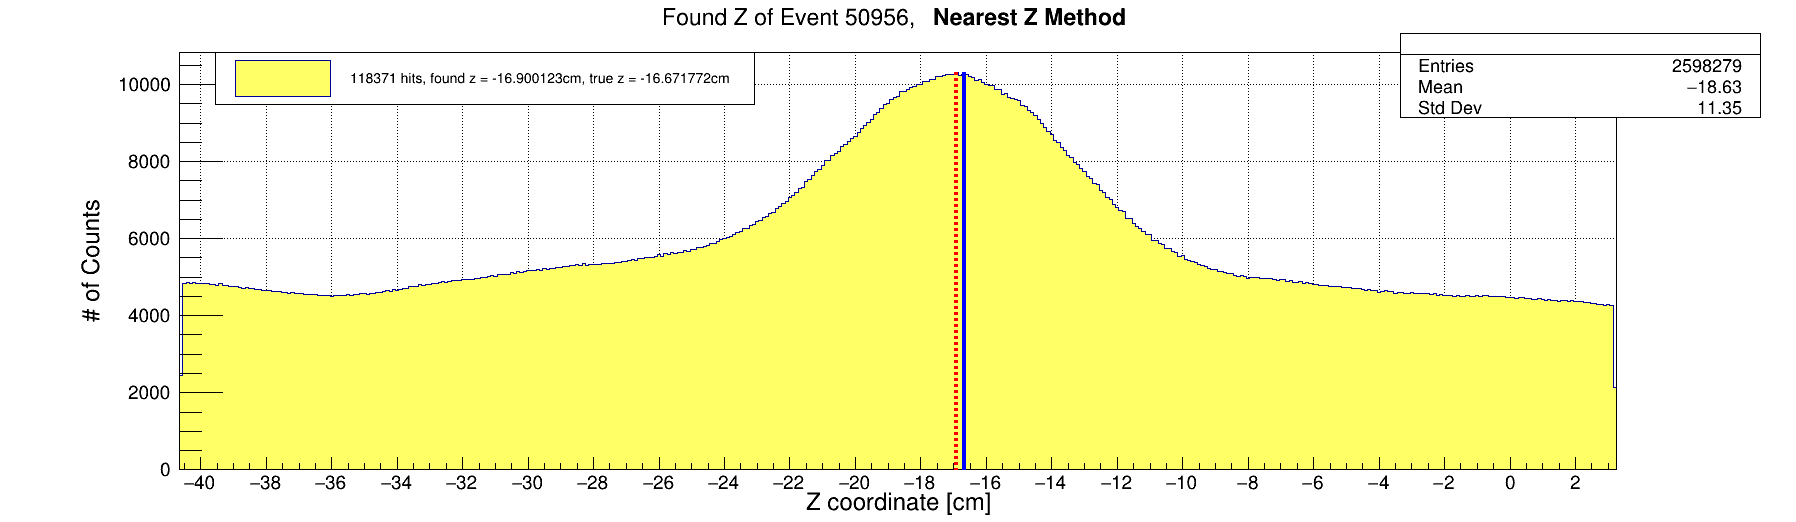 Found Z of Event 50956, Nearest Z Method
118371 hits, found z = -16.900123cm, true z = -16.671772cm
Entries 2598279
Mean −18.63
Std Dev 11.35
# of Counts
10000
8000
6000
4000
2000
0
−40 −38 −36 −34 −32 −30 −28 −26 −24 −22 −20 −18 −16 −14 −12 −10 −8 −6 −4 −2 0 2
Z coordinate [cm]